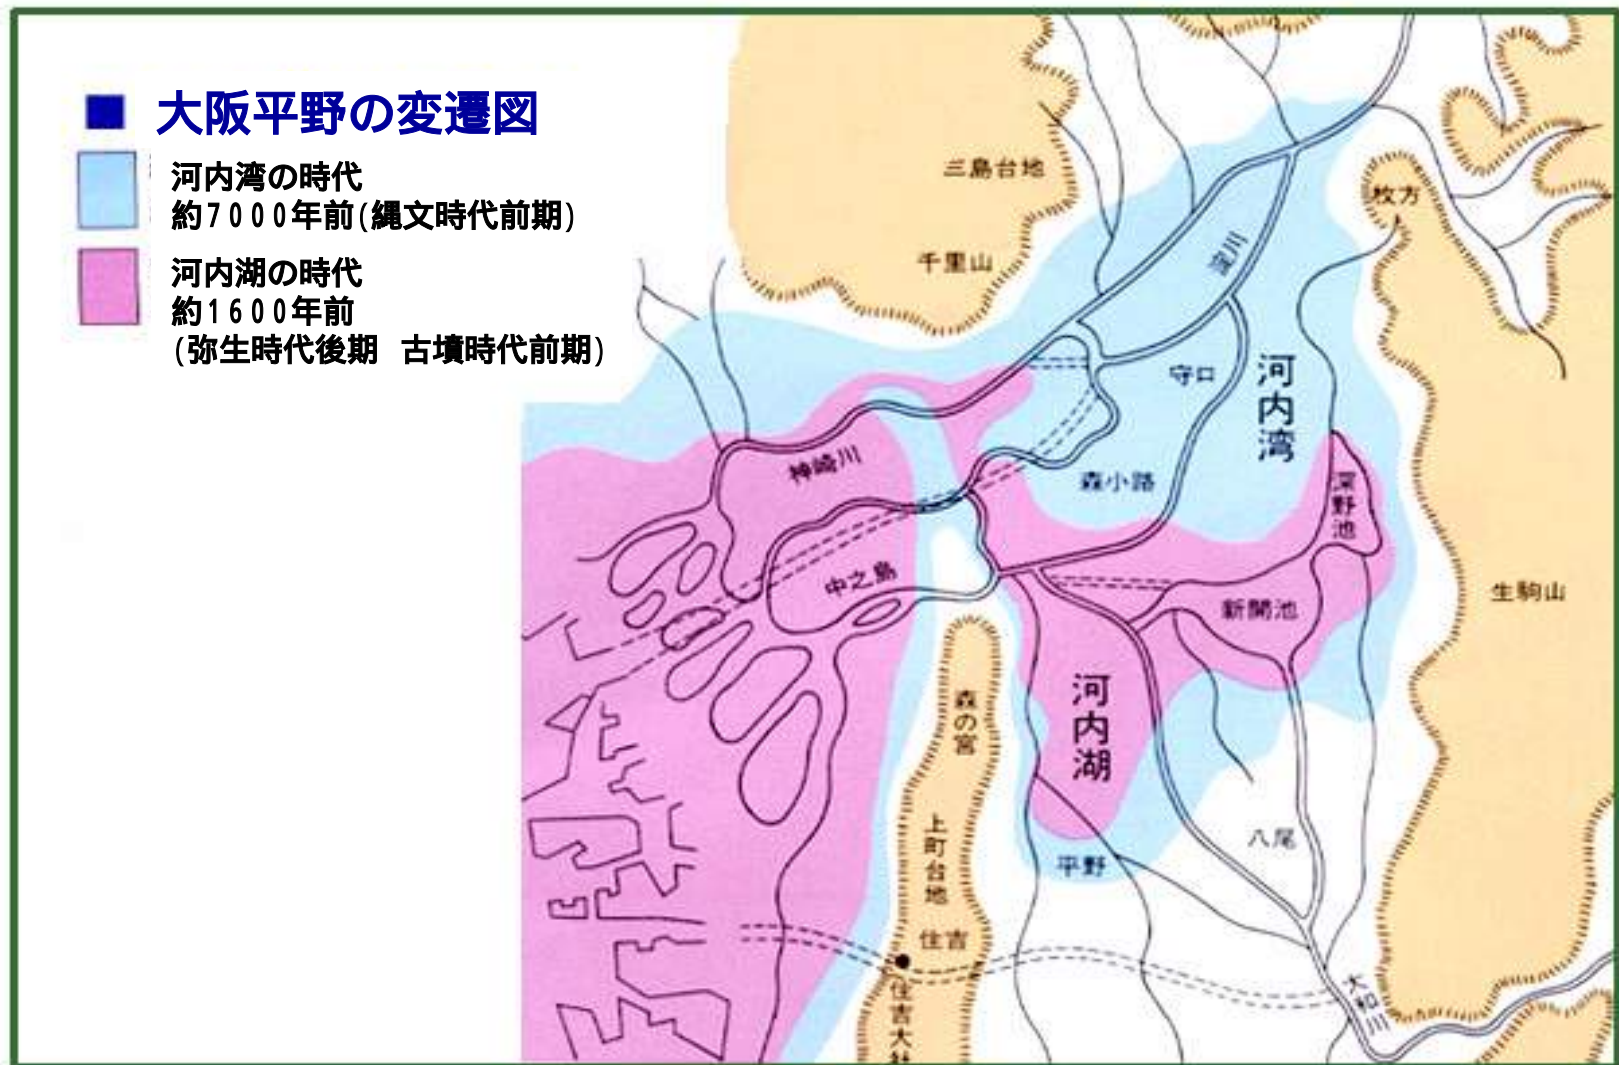 ■ 大阪平野の変遷図
河内湾の時代
約7000年前(縄文時代前期)
河内湖の時代
約1600年前
(弥生時代後期 古墳時代前期)
三島台地
枚方
千里山
淀川
守口
河内湾
神崎川
森小路
深野池
中之島
新開池
生駒山
河内湖
森の宮
上町台地
八尾
平野
住吉
住吉大社
大和川